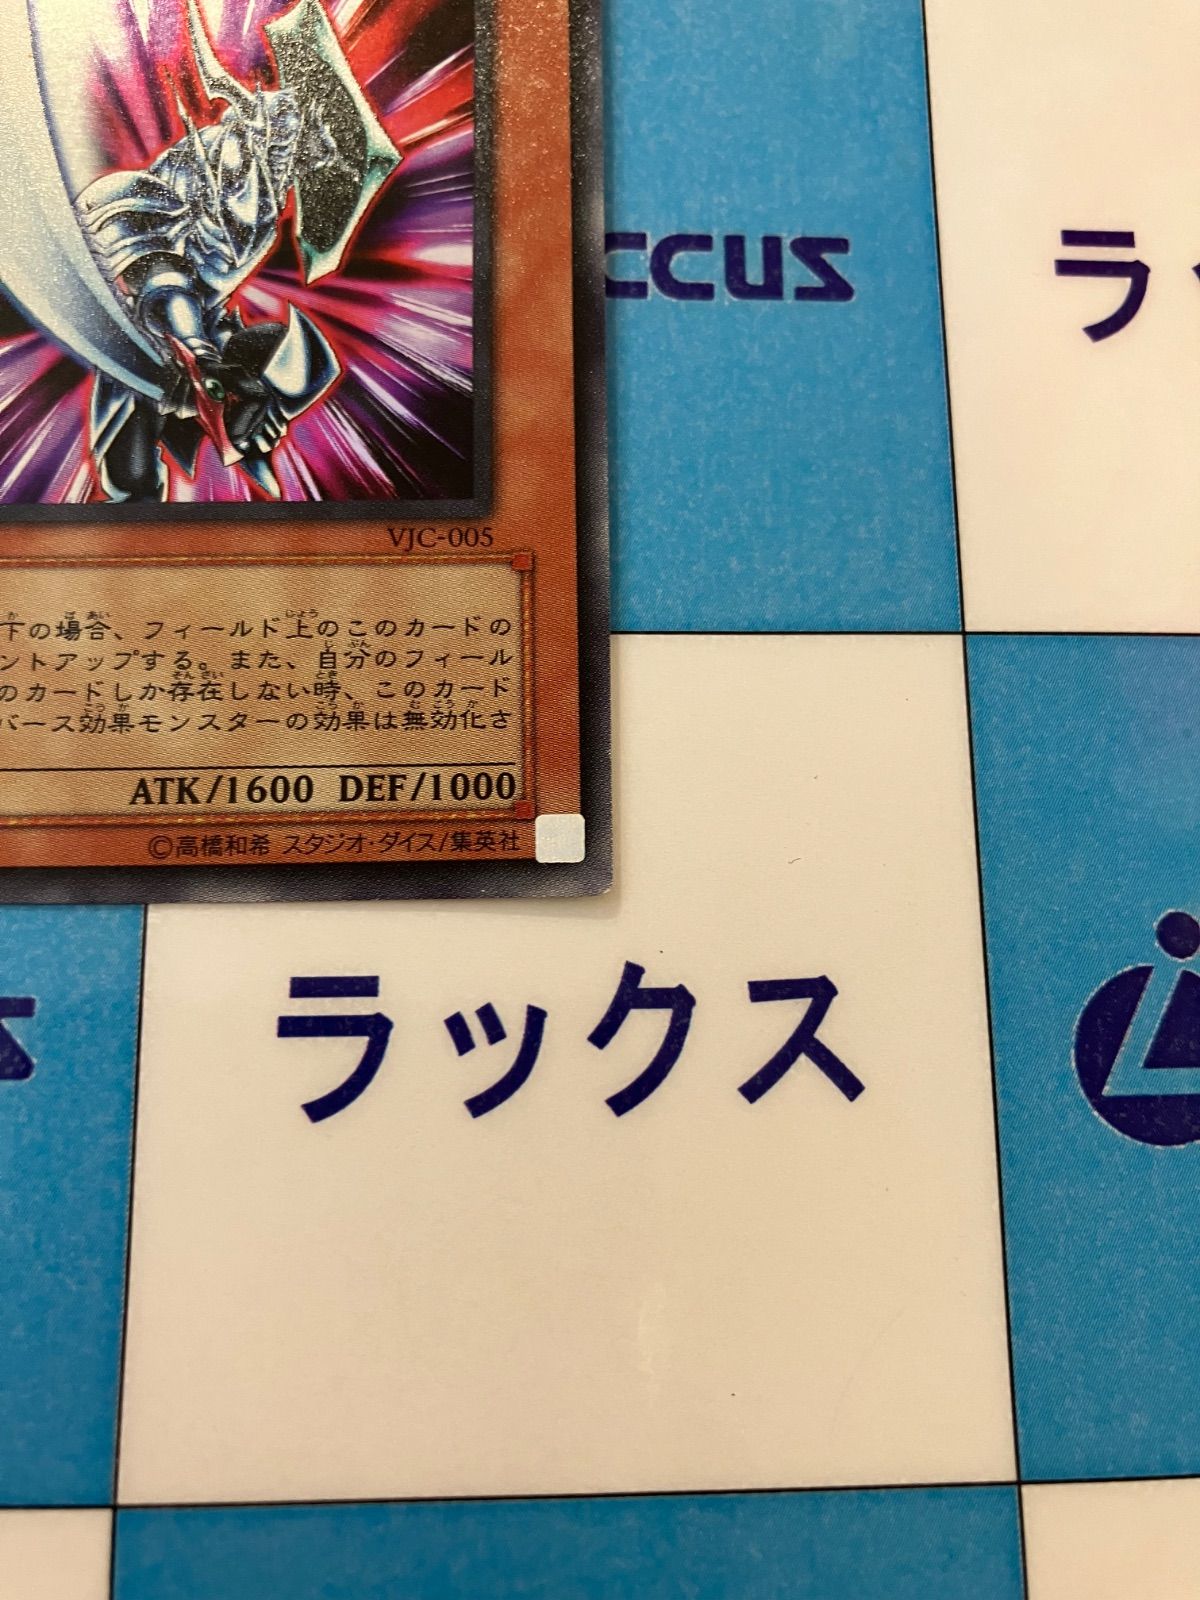 ccus
VJC-005
下の場合、フィールド上のこのカードの
ントアップする。また、自分のフィール
のカードしか存在しない時、このカード
バース効果モンスターの効果は無効化さ
ATK/1600 DEF/1000
©高橋和希 スタジオ・ダイス/集英社
ラックス